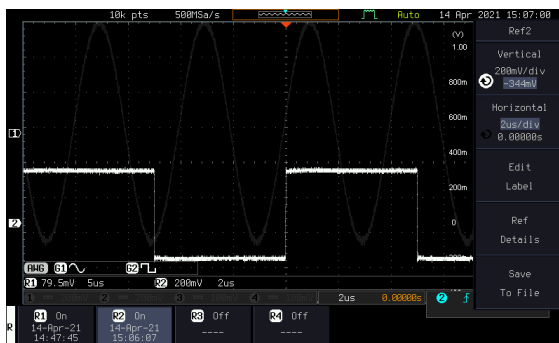 10k pts 500MSa/s Auto 14 Apr 2021 15:07:00
Ref2
(V)
1.00
Vertical
200mV/div
-344mV
800m
Horizontal
2us/div
0.00000s
600m
1
400m
Edit
Label
200m
2
0
Ref
Details
AWG G1 G2
R1 79.5mV 5us R2 200mV 2us
Save
To File
2us 0.00000s 2
R
R1 On
14-Apr-21
14:47:45
R2 On
14-Apr-21
15:06:07
R3 Off
----
R4 Off
----